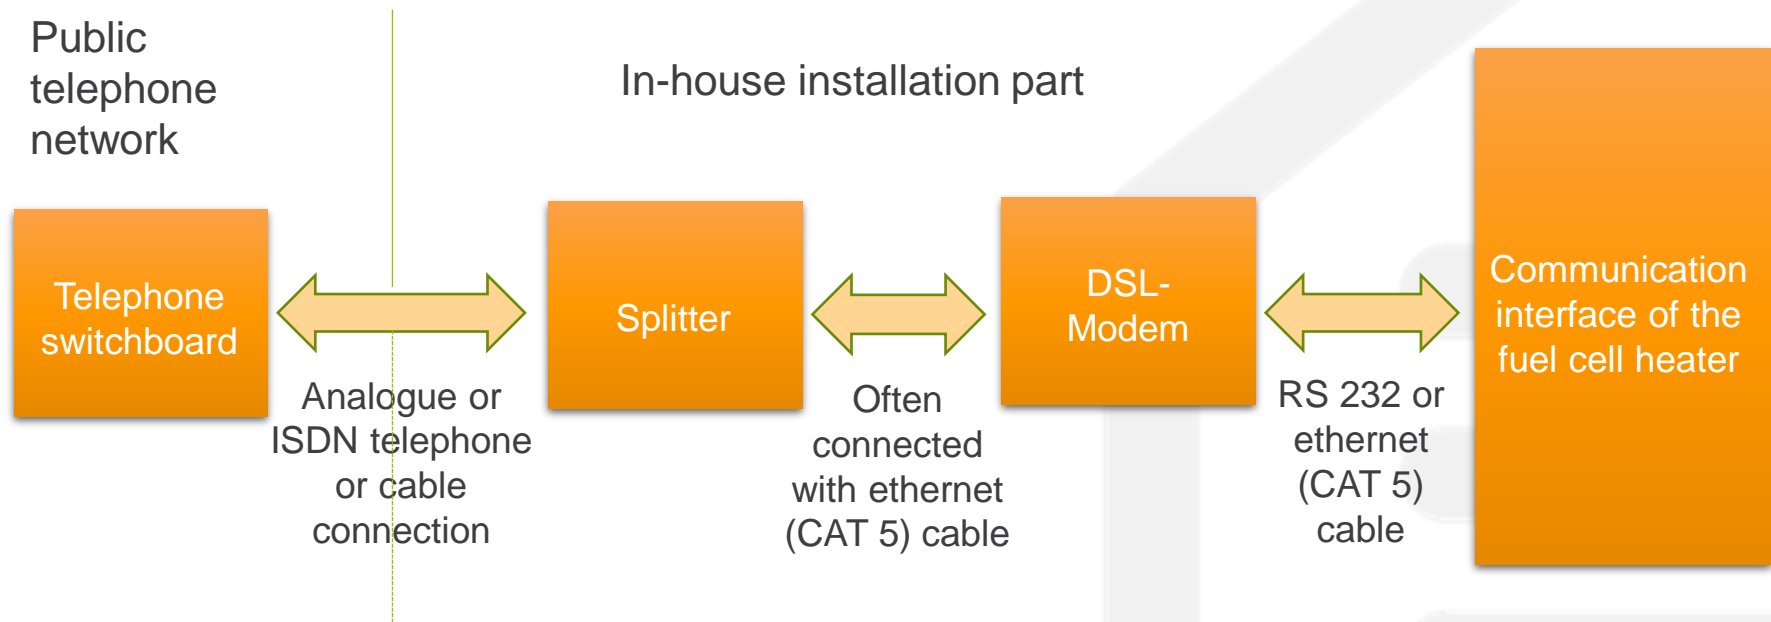 Public
telephone
network
In-house installation part
Telephone
switchboard
Analogue or
ISDN telephone
or cable
connection
Splitter
Often
connected
with ethernet
(CAT 5) cable
DSL-
Modem
RS 232 or
ethernet
(CAT 5)
cable
Communication
interface of the
fuel cell heater